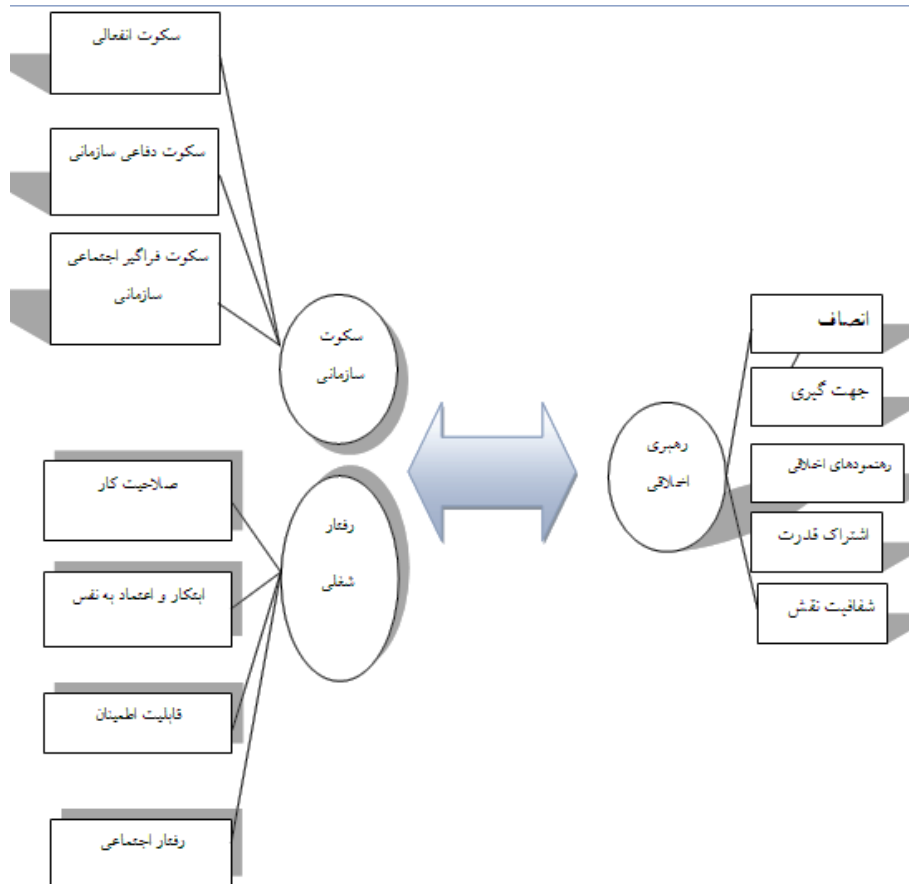 سکوت انفعالی
سکوت دفاعی سازمانی
سکوت فراگیر اجتماعی
سازمانی
سکوت
سازمانی
انصاف
جهت گیری
رهنمودهای اخلاقی
اشتراک قدرت
شفافیت نقش
رهبری
اخلاقی
صلاحیت کار
ابتکار و اعتماد به نفس
قابلیت اطمینان
رفتار اجتماعی
رفتار
شغلی